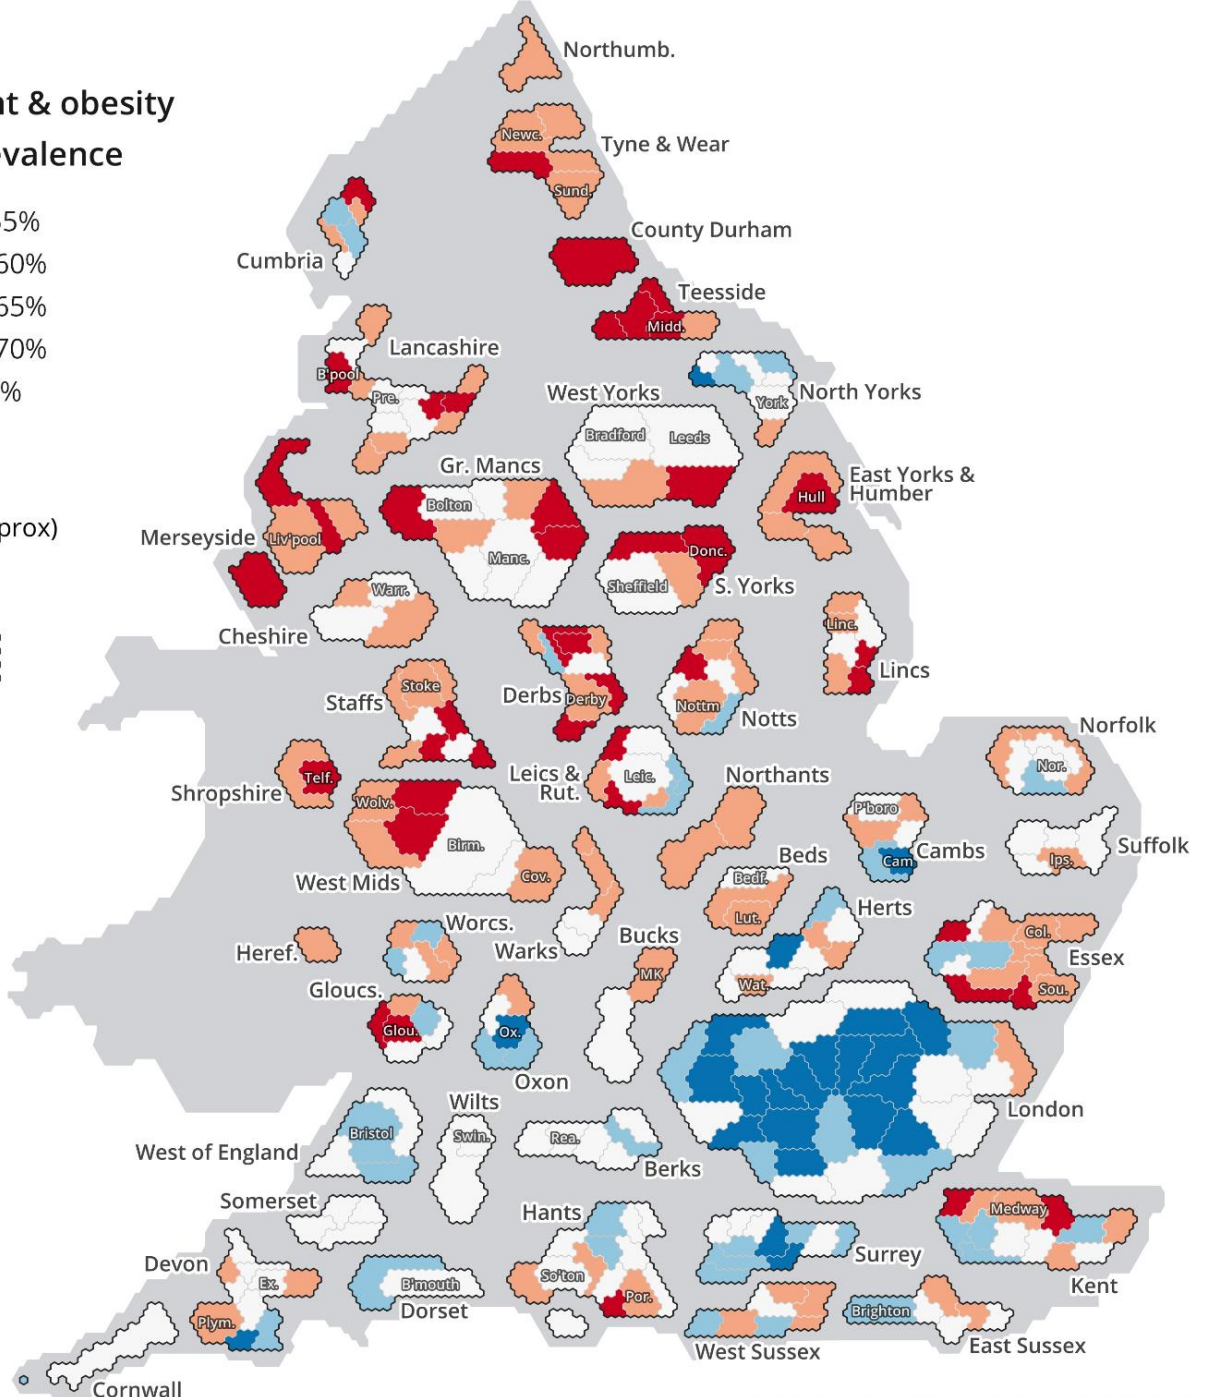 Northumb.
nt & obesity
Newc.
evalence
Tyne & Wear
Sund.
55%
County Durham
60%
Cumbria
Teesside
65%
Midd.
70%
Lancashire
B'pool
%
West Yorks
North Yorks
Pre.
York
Bradford
Leeds
Gr. Mancs
East Yorks &
Humber
Hull
Bolton
prox)
Merseyside
Liv'pool
Manc.
Donc.
Sheffield
S. Yorks
Warr.
Cheshire
Linc.
Lincs
Stoke
Staffs
Derbs
Derby
Nottm
Notts
Norfolk
Nor.
Leics &
Rut.
Leic.
Northants
Telf.
Shropshire
Wolv.
P'boro
Birm.
Suffolk
Ips.
Cambs
Cam
Beds
West Mids
Cov.
Bedf.
Lut.
Herts
Worcs.
Warks
Bucks
Col.
Heref.
Essex
MK
Wat.
Sou.
Gloucs.
Glou.
Ox.
Oxon
Wilts
London
Swin.
Bristol
West of England
Rea.
Berks
Somerset
Hants
Medway
Surrey
Devon
Ex.
So'ton
B'mouth
Kent
Por.
Dorset
Plym.
Brighton
West Sussex
East Sussex
Cornwall